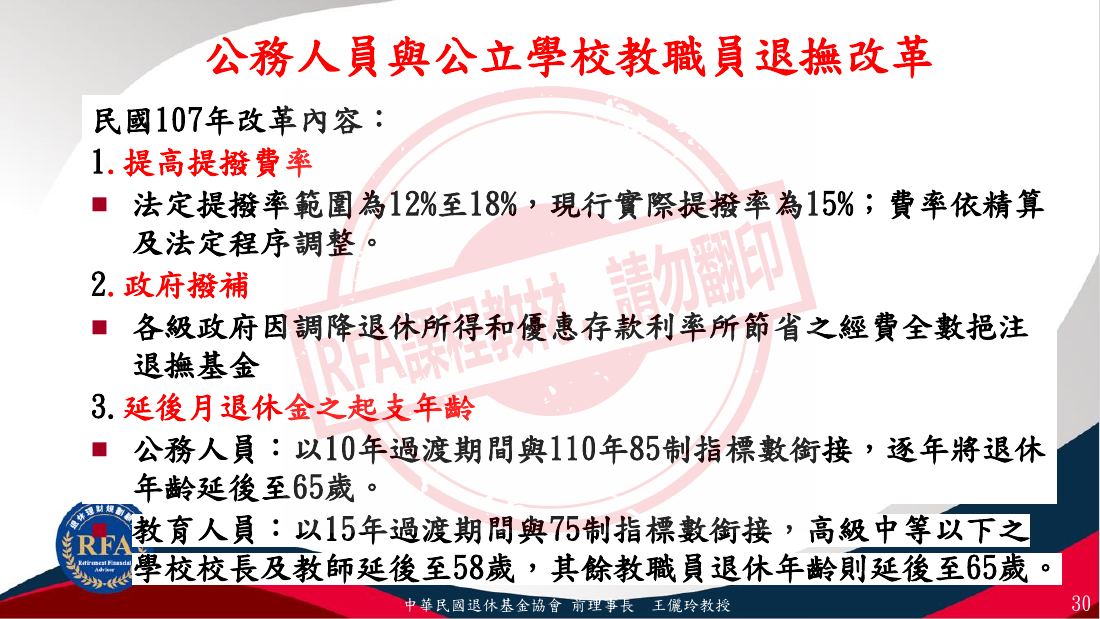 公務人員與公立學校教職員退撫改革
民國107年改革內容：
1.提高提撥費率
■ 法定提撥率範圍為12%至18%，現行實際提撥率為15%；費率依精算
及法定程序調整。
2.政府撥補
■ 各級政府因調降退休所得和優惠存款利率所節省之經費全數挹注
退撫基金
3.延後月退休金之起支年齡
■ 公務人員：以10年過渡期間與110年85制指標數銜接，逐年將退休
年齡延後至65歲。
教育人員：以15年過渡期間與75制指標數銜接，高級中等以下之
學校校長及教師延後至58歲，其餘教職員退休年齡則延後至65歲。
RFA課程教材，請勿翻印
退休理財規劃顧
RFA
Retirement Financial
Advisor
中華民國退休基金協會 前理事長 王儷玲教授
30